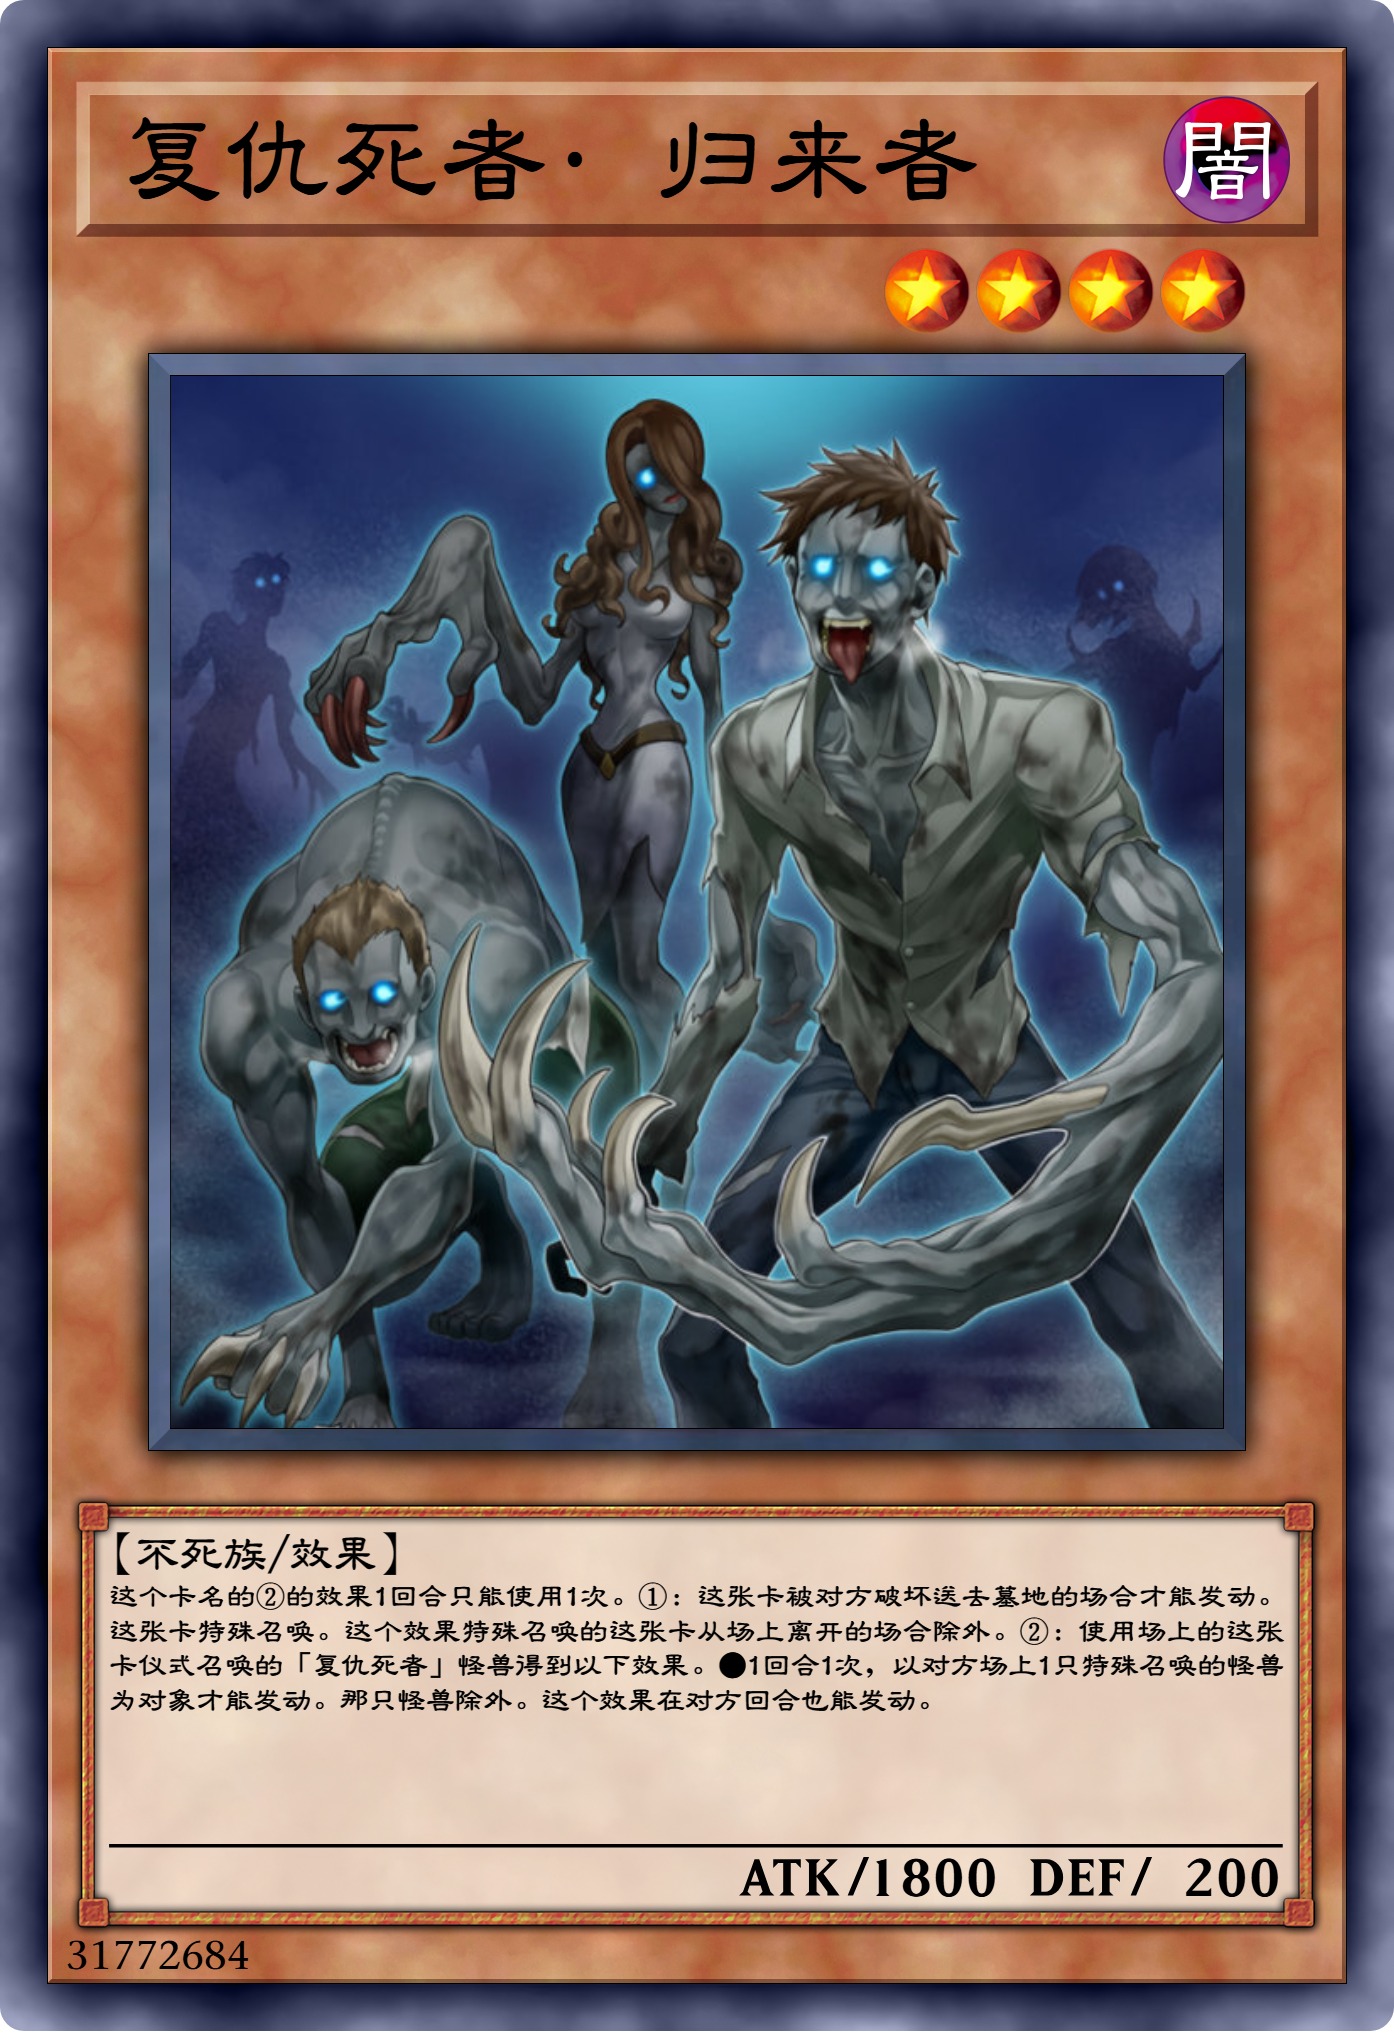 复仇死者·归来者
闇
【不死族/效果】
这个卡名的②的效果1回合只能使用1次。①：这张卡被对方破坏送去墓地的场合才能发动。
这张卡特殊召唤。这个效果特殊召唤的这张卡从场上离开的场合除外。②：使用场上的这张
卡仪式召唤的「复仇死者」怪兽得到以下效果。●1回合1次，以对方场上1只特殊召唤的怪兽
为对象才能发动。那只怪兽除外。这个效果在对方回合也能发动。
ATK/1800 DEF/ 200
31772684